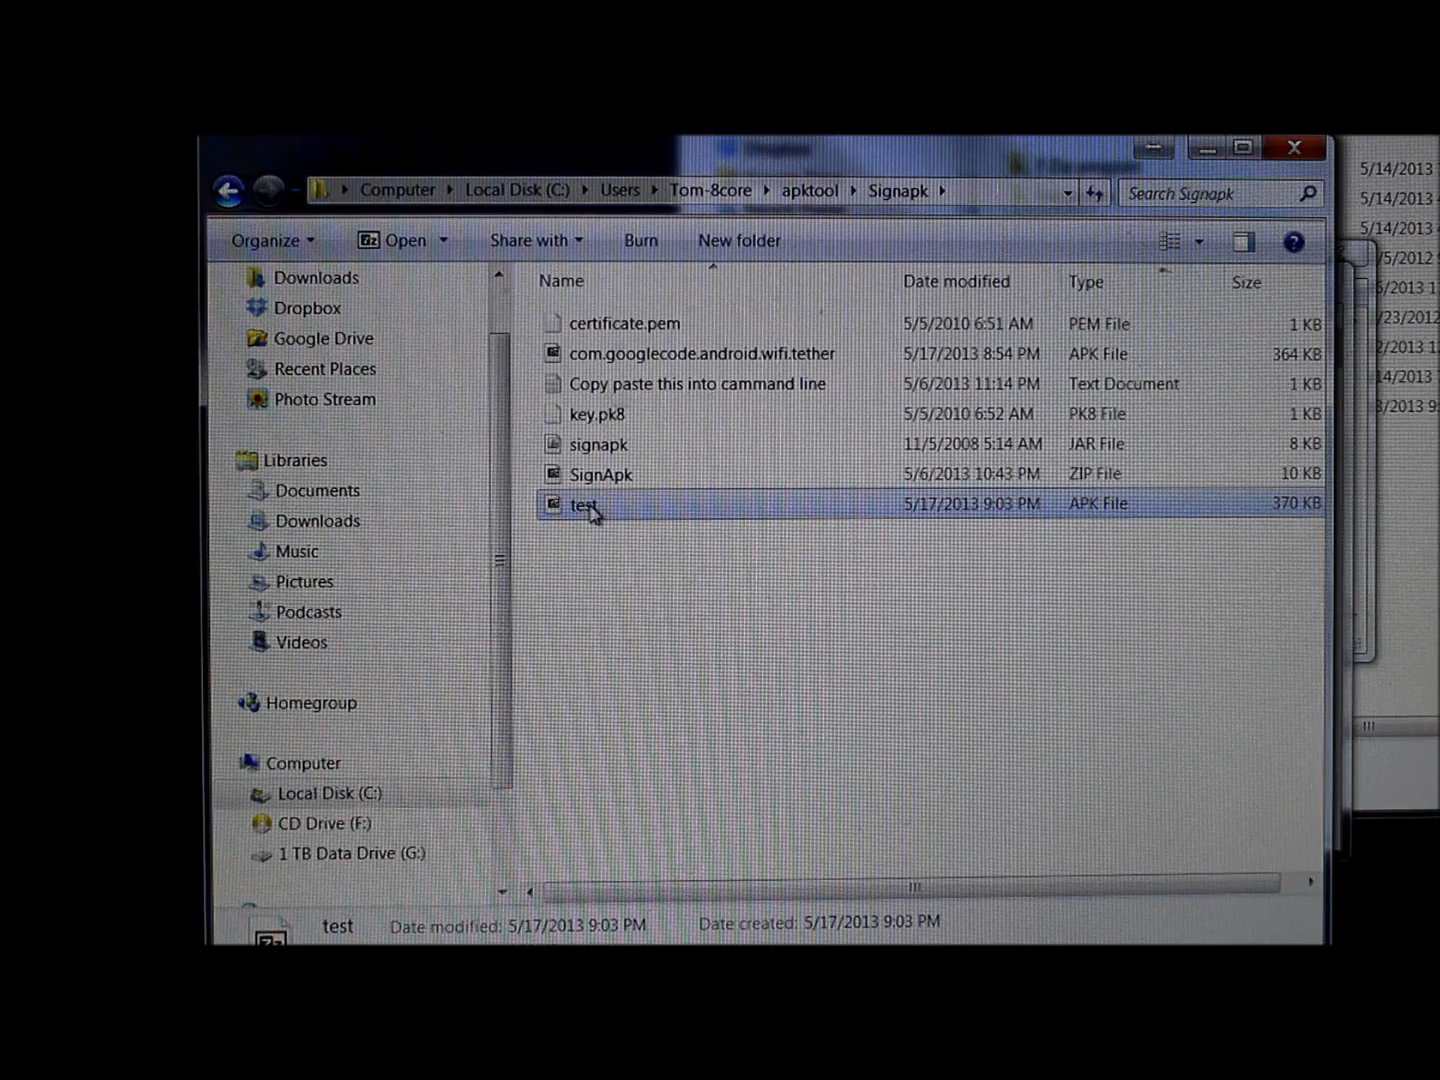 Computer Local Disk (C:) Users Tom-8core apktool Signapk Search Signapk
Organize Open Share with Burn New folder
Downloads
Dropbox
Google Drive
Recent Places
Photo Stream
Libraries
Documents
Downloads
Music
Pictures
Podcasts
Videos
Homegroup
Computer
Local Disk (C:)
CD Drive (F:)
1 TB Data Drive (G:)
Name Date modified Type Size
certificate.pem 5/5/2010 6:51 AM PEM File 1 KB
com.googlecode.android.wifi.tether 5/17/2013 8:54 PM APK File 364 KB
Copy paste this into cammand line 5/6/2013 11:14 PM Text Document 1 KB
key.pk8 5/5/2010 6:52 AM PK8 File 1 KB
signapk 11/5/2008 5:14 AM JAR File 8 KB
SignApk 5/6/2013 10:43 PM ZIP File 10 KB
test 5/17/2013 9:03 PM APK File 370 KB
test Date modified: 5/17/2013 9:03 PM Date created: 5/17/2013 9:03 PM
5/14/2013
5/14/2013
5/14/2013
/5/2012
/23/2012